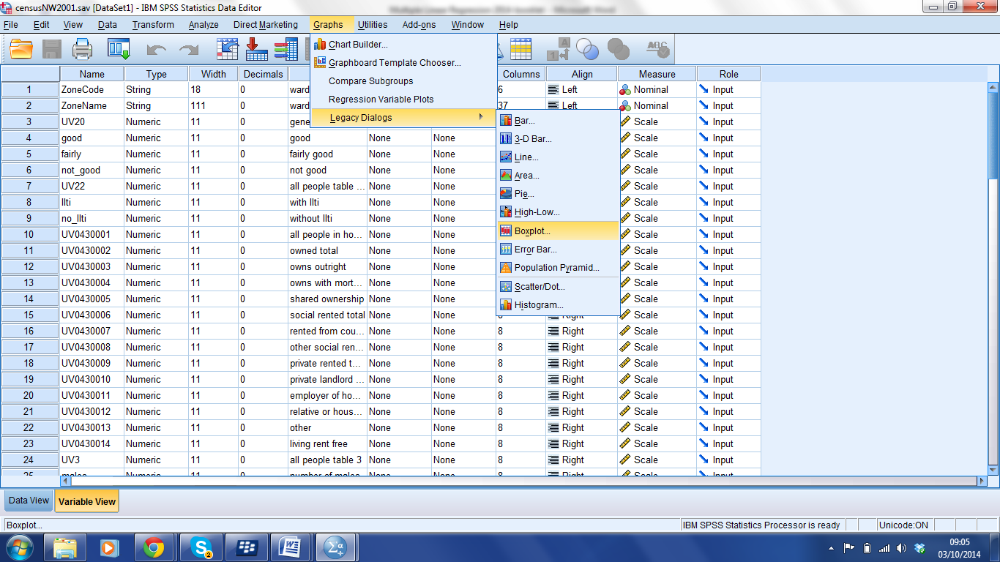 censusNW2001.sav [DataSet1] - IBM SPSS Statistics Data Editor
File Edit View Data Transform Analyze Direct Marketing Graphs Utilities Add-ons Window Help
Chart Builder...
Graphboard Template Chooser...
Compare Subgroups
Regression Variable Plots
Legacy Dialogs
Bar...
3-D Bar...
Line...
Area...
Pie...
High-Low...
Boxplot...
Error Bar...
Population Pyramid...
Scatter/Dot...
Histogram...
Name Type Width Decimals Columns Align Measure Role
1 ZoneCode String 18 0 ward 6 Left Nominal Input
2 ZoneName String 111 0 ward 37 Left Nominal Input
3 UV20 Numeric 11 0 gene Scale Input
4 good Numeric 11 0 good None None Scale Input
5 fairly Numeric 11 0 fairly good None None Scale Input
6 not_good Numeric 11 0 not good None None Scale Input
7 UV22 Numeric 11 0 all people table ... None None Scale Input
8 llti Numeric 11 0 with llti None None Scale Input
9 no_llti Numeric 11 0 without llti None None Scale Input
10 UV0430001 Numeric 11 0 all people in ho... None None Scale Input
11 UV0430002 Numeric 11 0 owned total None None Scale Input
12 UV0430003 Numeric 11 0 owns outright None None Scale Input
13 UV0430004 Numeric 11 0 owns with mort... None None Scale Input
14 UV0430005 Numeric 11 0 shared ownership None None Scale Input
15 UV0430006 Numeric 11 0 social rented total None None 8 Right Scale Input
16 UV0430007 Numeric 11 0 rented from cou... None None 8 Right Scale Input
17 UV0430008 Numeric 11 0 other social ren... None None 8 Right Scale Input
18 UV0430009 Numeric 11 0 private rented t... None None 8 Right Scale Input
19 UV0430010 Numeric 11 0 private landlord ... None None 8 Right Scale Input
20 UV0430011 Numeric 11 0 employer of ho... None None 8 Right Scale Input
21 UV0430012 Numeric 11 0 relative or hous... None None 8 Right Scale Input
22 UV0430013 Numeric 11 0 other None None 8 Right Scale Input
23 UV0430014 Numeric 11 0 living rent free None None 8 Right Scale Input
24 UV3 Numeric 11 0 all people table 3 None None 8 Right Scale Input
25 males Numeric 11 0 number of males None None 8 Right Scale Input
Data View Variable View
Boxplot... IBM SPSS Statistics Processor is ready Unicode:ON
2
09:05
03/10/2014